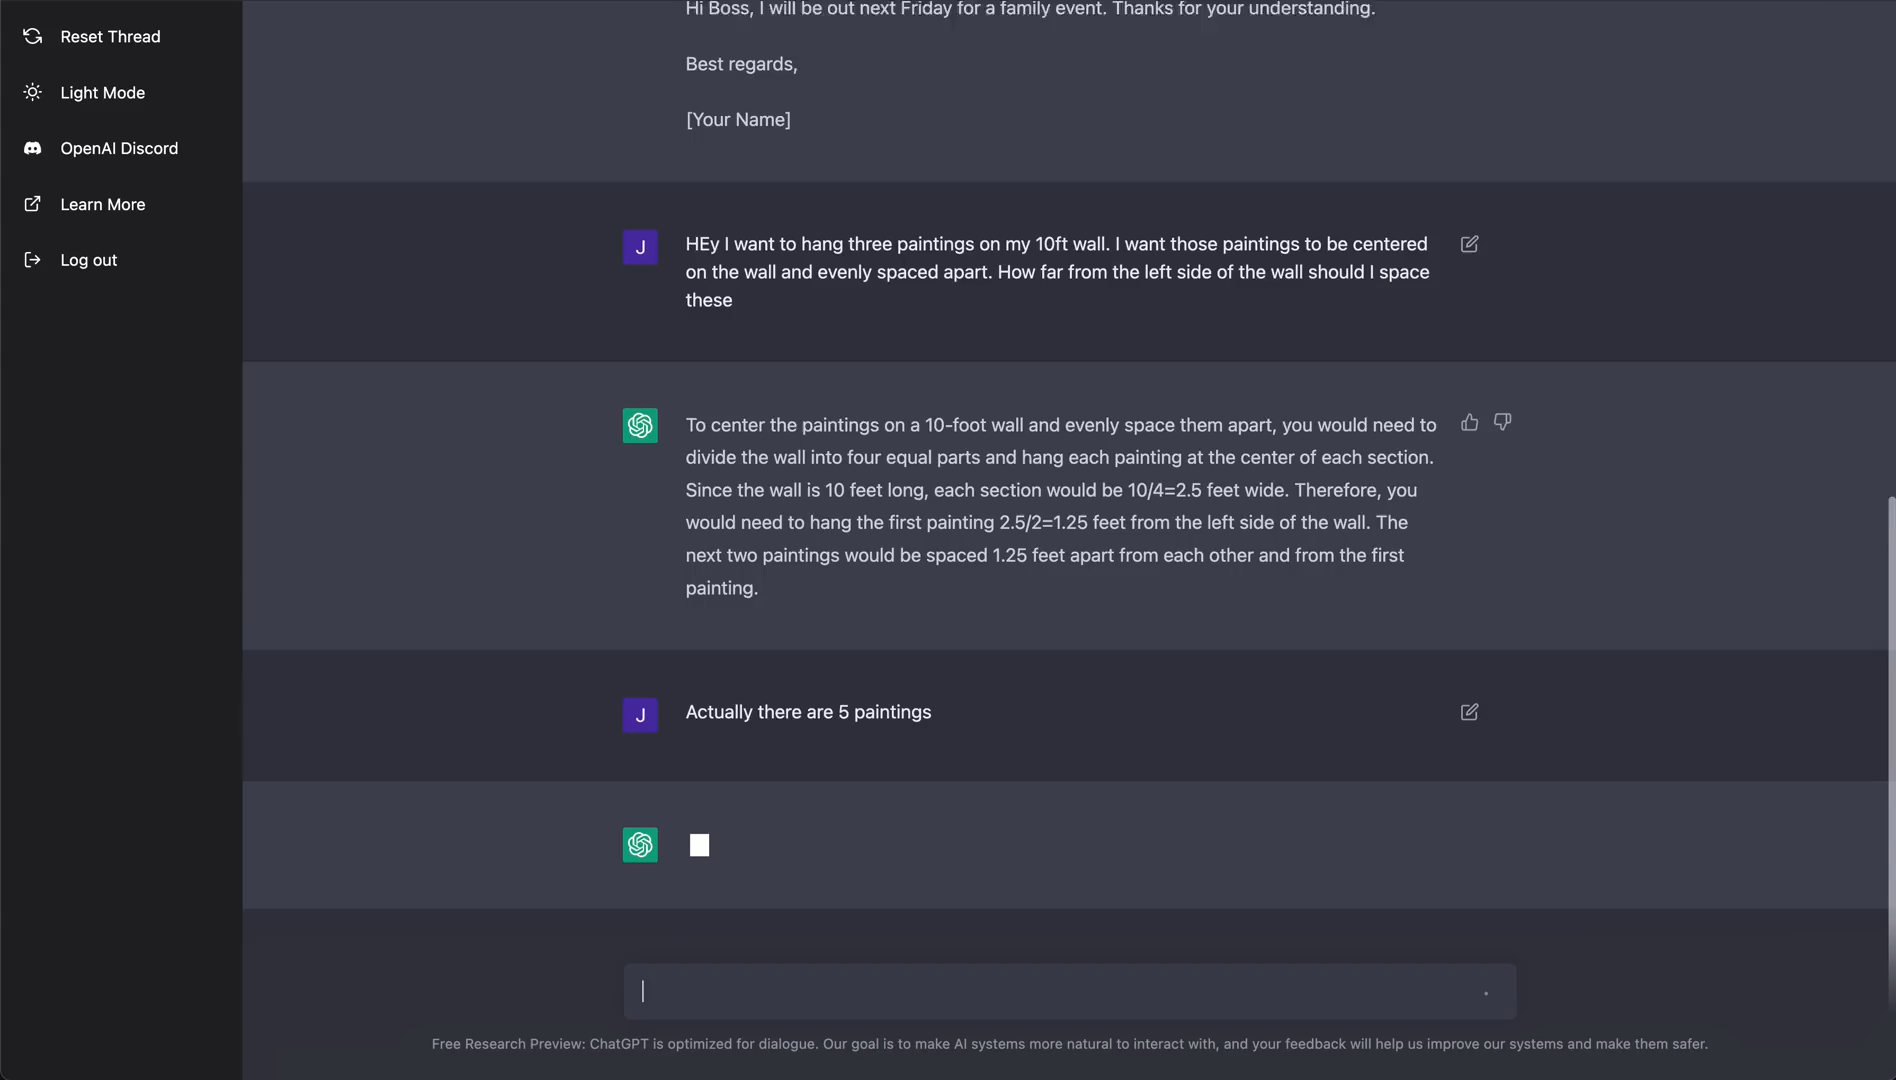 Reset Thread
Light Mode
OpenAI Discord
Learn More
Log out
Hi Boss, I will be out next Friday for a family event. Thanks for your understanding.
Best regards,
[Your Name]
J
HEy I want to hang three paintings on my 10ft wall. I want those paintings to be centered
on the wall and evenly spaced apart. How far from the left side of the wall should I space
these
To center the paintings on a 10-foot wall and evenly space them apart, you would need to
divide the wall into four equal parts and hang each painting at the center of each section.
Since the wall is 10 feet long, each section would be 10/4=2.5 feet wide. Therefore, you
would need to hang the first painting 2.5/2=1.25 feet from the left side of the wall. The
next two paintings would be spaced 1.25 feet apart from each other and from the first
painting.
J
Actually there are 5 paintings
Free Research Preview: ChatGPT is optimized for dialogue. Our goal is to make AI systems more natural to interact with, and your feedback will help us improve our systems and make them safer.